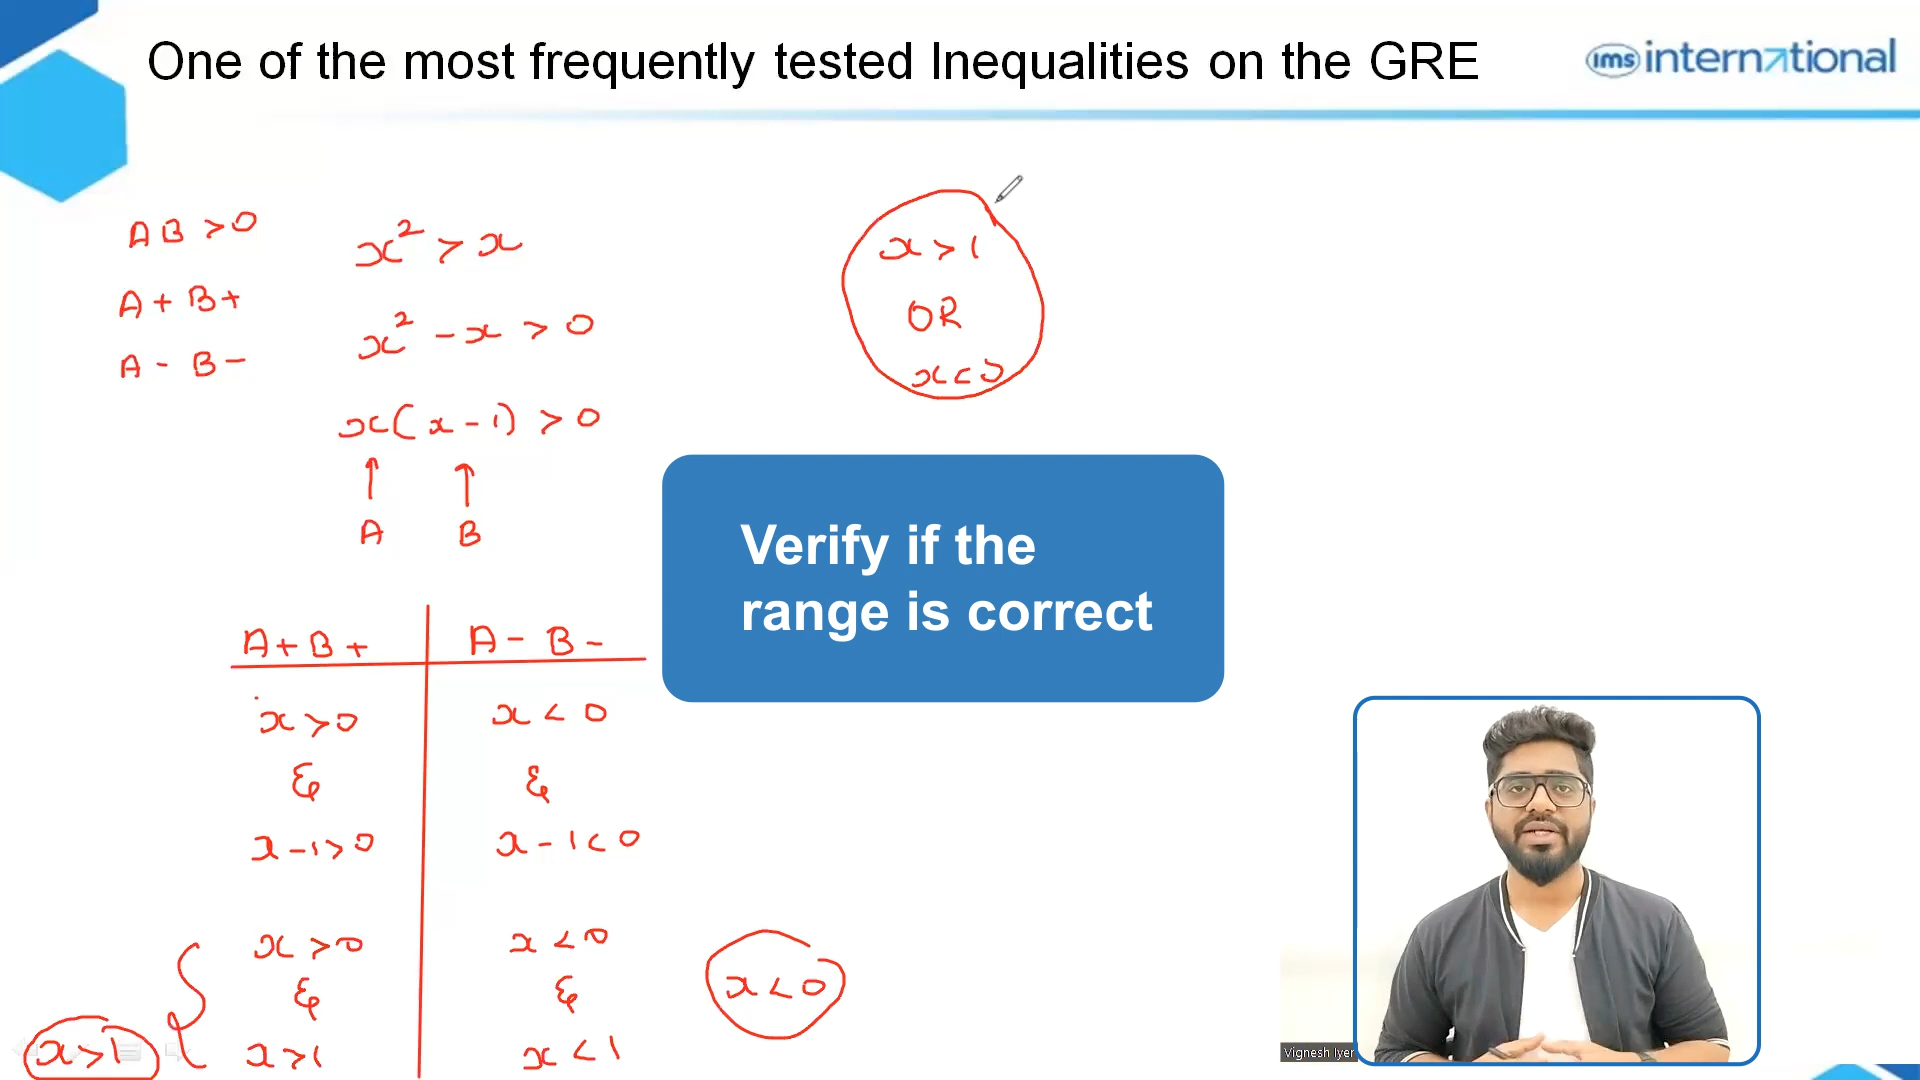 One of the most frequently tested Inequalities on the GRE
ims international
AB > 0
A + B +
A - B -
x² > x
x² - x > 0
x(x - 1) > 0
↑ ↑
A B
x > 1
OR
x < 0
Verify if the
range is correct
A + B + A - B -
x > 0 x < 0
& &
x - 1 > 0 x - 1 < 0
x > 0 x < 0
& &
x > 1 x < 1
x > 1
x < 0
Vignesh Iyer